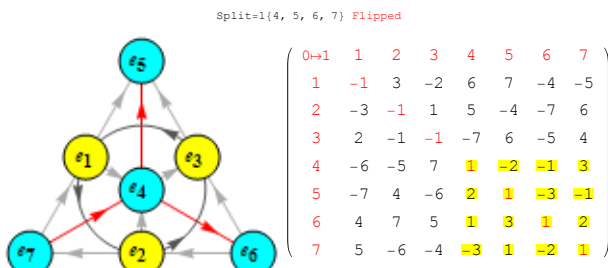 Split=1{4, 5, 6, 7} Flipped
e5
e1 e3
e4
e7 e2 e6
0↦1 1 2 3 4 5 6 7
1 -1 3 -2 6 7 -4 -5
2 -3 -1 1 5 -4 -7 6
3 2 -1 -1 -7 6 -5 4
4 -6 -5 7 1 -2 -1 3
5 -7 4 -6 2 1 -3 -1
6 4 7 5 1 3 1 2
7 5 -6 -4 -3 1 -2 1